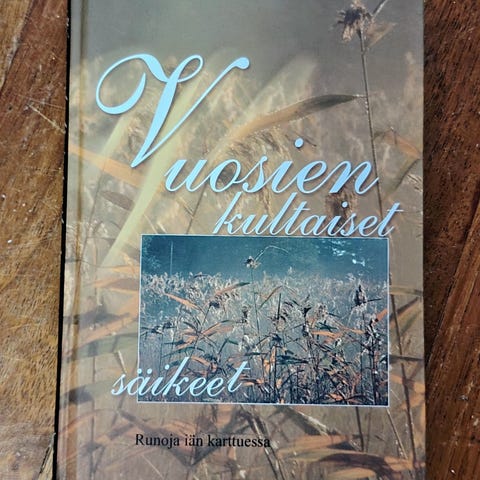 Vuosien
kultaiset
säikeet
Runoja iän karttuessa